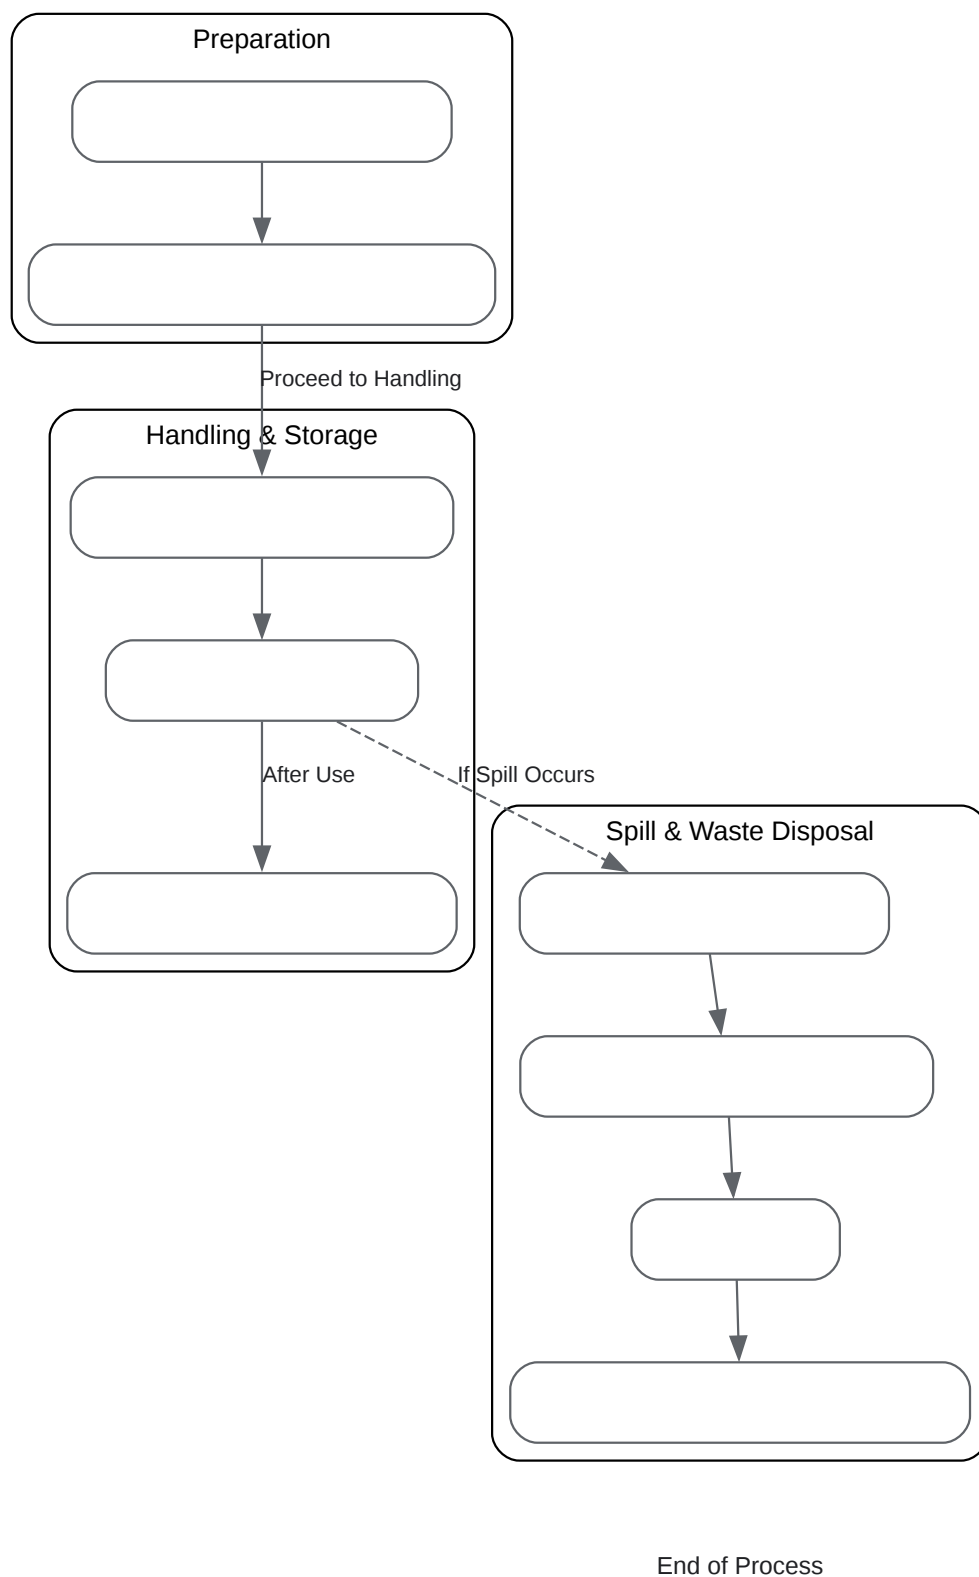 Preparation
Proceed to Handling
Handling & Storage
After Use
If Spill Occurs
Spill & Waste Disposal
End of Process